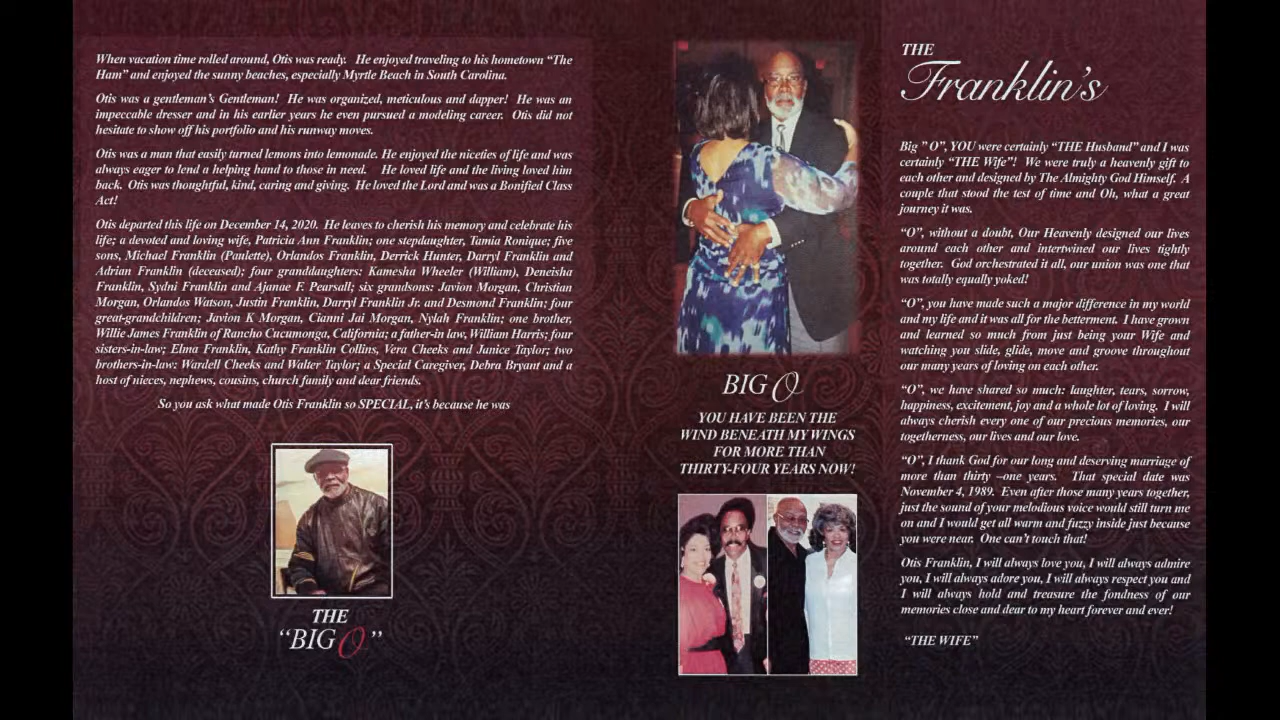 When vacation time rolled around, Otis was ready. He enjoyed traveling to his hometown “The
Ham” and enjoyed the sunny beaches, especially Myrtle Beach in South Carolina.
Otis was a gentleman’s Gentleman! He was organized, meticulous and dapper! He was an
impeccable dresser and in his earlier years he even pursued a modeling career. Otis did not
hesitate to show off his portfolio and his runway moves.
Otis was a man that easily turned lemons into lemonade. He enjoyed the niceties of life and was
always eager to lend a helping hand to those in need. He loved life and the living loved him
back. Otis was thoughtful, kind, caring and giving. He loved the Lord and was a Bonified Class
Act!
Otis departed this life on December 14, 2020. He leaves to cherish his memory and celebrate his
life; a devoted and loving wife, Patricia Ann Franklin; one stepdaughter, Tamia Ronique; five
sons, Michael Franklin (Paulette), Orlandos Franklin, Derrick Hunter, Darryl Franklin and
Adrian Franklin (deceased); four granddaughters: Kamesha Wheeler (William), Deneisha
Franklin, Sydni Franklin and Ajanae F. Pearsall; six grandsons: Javion Morgan, Christian
Morgan, Orlandos Watson, Justin Franklin, Darryl Franklin Jr. and Desmond Franklin; four
great-grandchildren; Javion K Morgan, Cianni Jai Morgan, Nylah Franklin; one brother,
Willie James Franklin of Rancho Cucumonga, California; a father-in law, William Harris; four
sisters-in-law; Elma Franklin, Kathy Franklin Collins, Vera Cheeks and Janice Taylor; two
brothers-in-law: Wardell Cheeks and Walter Taylor; a Special Caregiver, Debra Bryant and a
host of nieces, nephews, cousins, church family and dear friends.
So you ask what made Otis Franklin so SPECIAL, it’s because he was
THE
“BIG O”
BIG O
YOU HAVE BEEN THE
WIND BENEATH MY WINGS
FOR MORE THAN
THIRTY-FOUR YEARS NOW!
THE
Franklin’s
Big ” O”, YOU were certainly “THE Husband” and I was
certainly “THE Wife”! We were truly a heavenly gift to
each other and designed by The Almighty God Himself. A
couple that stood the test of time and Oh, what a great
journey it was.
“O”, without a doubt, Our Heavenly designed our lives
around each other and intertwined our lives tightly
together. God orchestrated it all, our union was one that
was totally equally yoked!
“O”, you have made such a major difference in my world
and my life and it was all for the betterment. I have grown
and learned so much from just being your Wife and
watching you slide, glide, move and groove throughout
our many years of loving on each other.
“O”, we have shared so much: laughter, tears, sorrow,
happiness, excitement, joy and a whole lot of loving. I will
always cherish every one of our precious memories, our
togetherness, our lives and our love.
“O”, I thank God for our long and deserving marriage of
more than thirty –one years. That special date was
November 4, 1989. Even after those many years together,
just the sound of your melodious voice would still turn me
on and I would get all warm and fuzzy inside just because
you were near. One can’t touch that!
Otis Franklin, I will always love you, I will always admire
you, I will always adore you, I will always respect you and
I will always hold and treasure the fondness of our
memories close and dear to my heart forever and ever!
“THE WIFE”